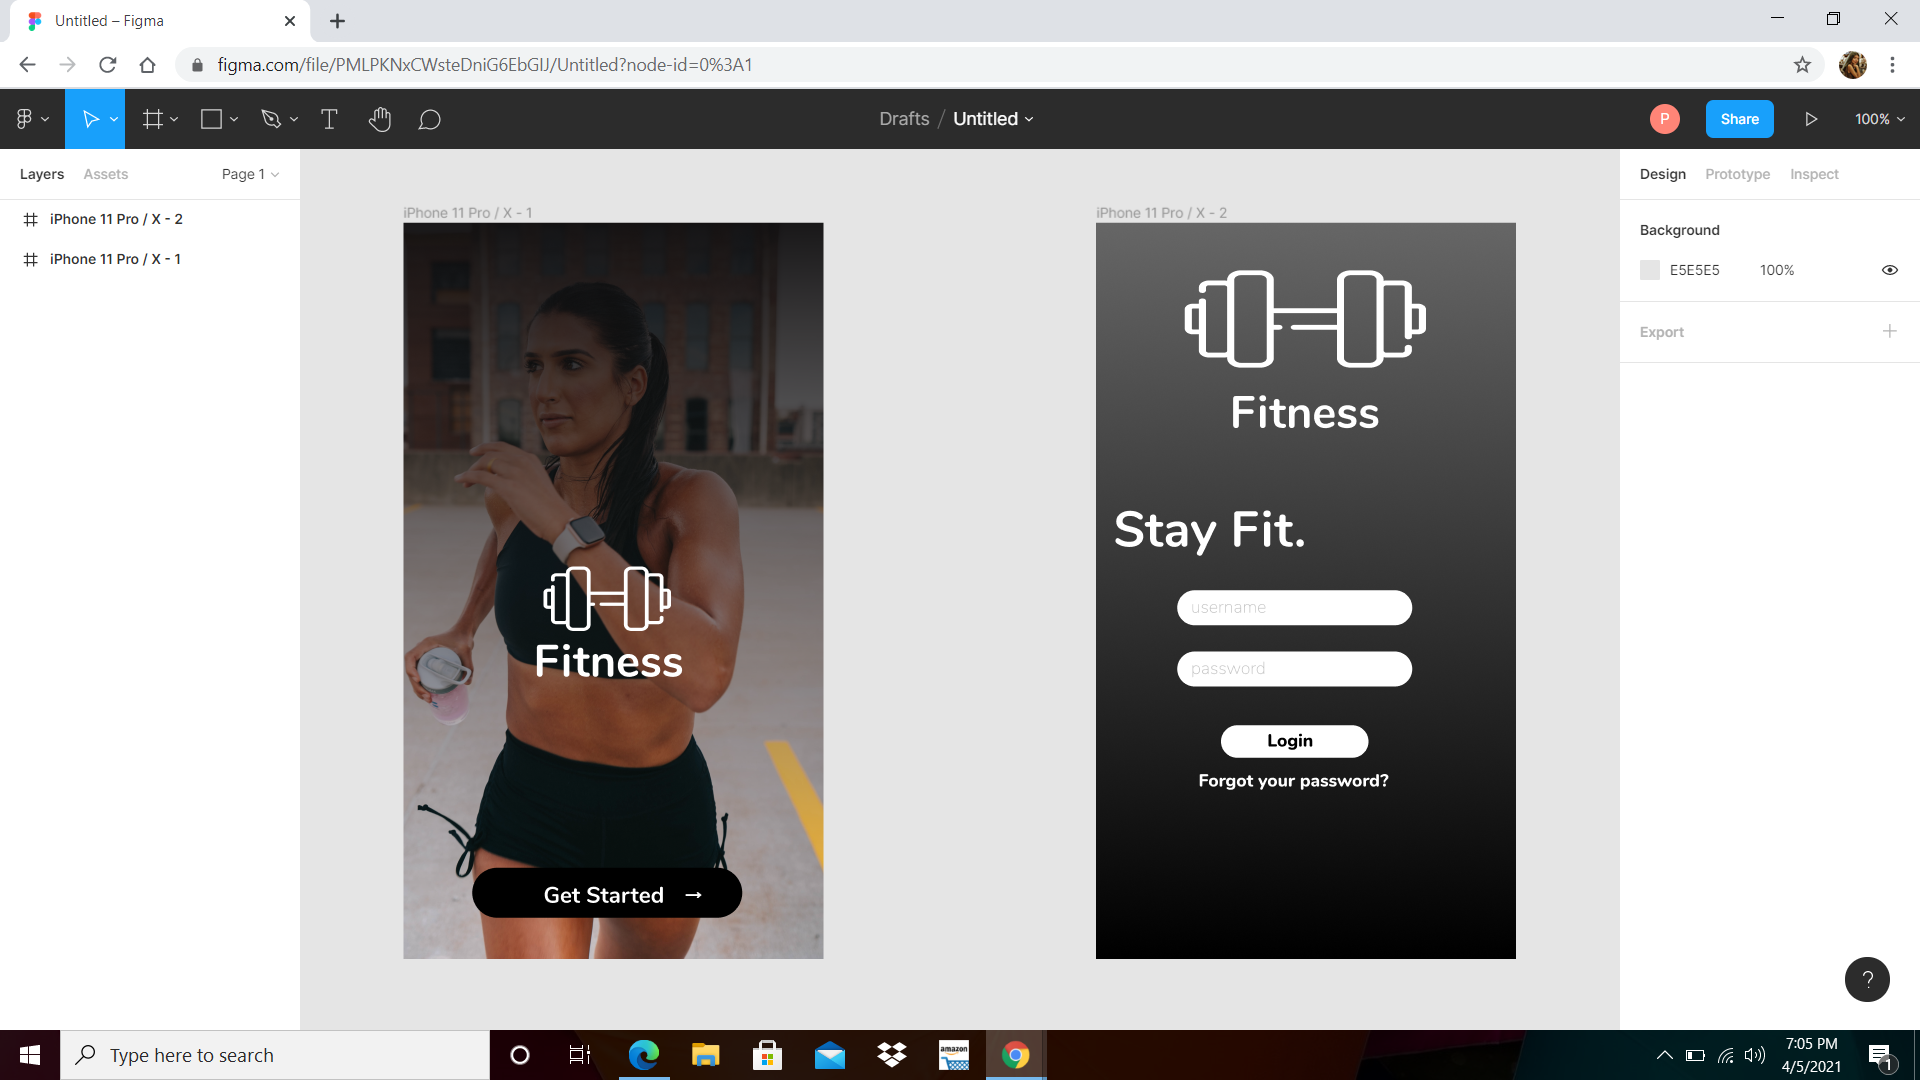 Untitled – Figma
figma.com/file/PMLPKNxCWsteDniG6EbGIJ/Untitled?node-id=0%3A1
Drafts / Untitled
P
Share
100%
Layers
Assets
Page 1
iPhone 11 Pro / X - 2
iPhone 11 Pro / X - 1
iPhone 11 Pro / X - 1
Fitness
Get Started →
iPhone 11 Pro / X - 2
Fitness
Stay Fit.
username
password
Login
Forgot your password?
Design
Prototype
Inspect
Background
E5E5E5
100%
Export
?
Type here to search
amazon
7:05 PM
4/5/2021
1